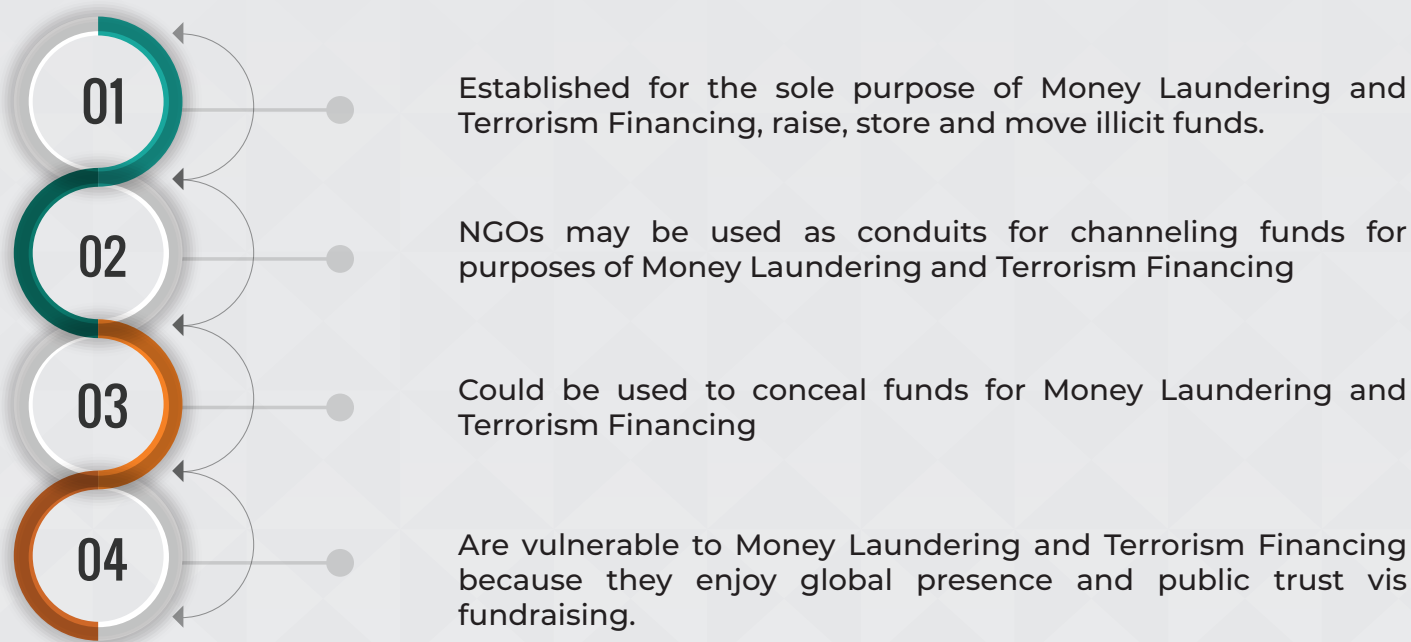 01
Established for the sole purpose of Money Laundering and
Terrorism Financing, raise, store and move illicit funds.
02
NGOs may be used as conduits for channeling funds for
purposes of Money Laundering and Terrorism Financing
03
Could be used to conceal funds for Money Laundering and
Terrorism Financing
04
Are vulnerable to Money Laundering and Terrorism Financing
because they enjoy global presence and public trust vis
fundraising.